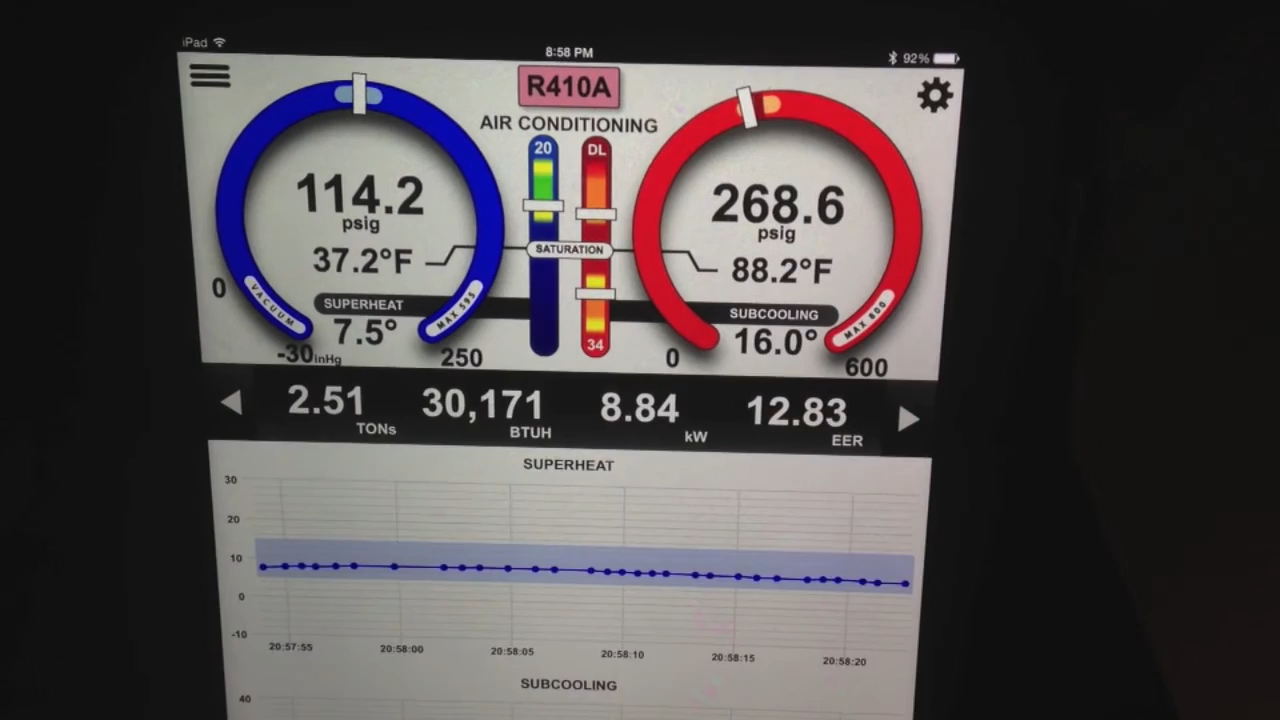 iPad
8:58 PM
92%
R410A
AIR CONDITIONING
20
DL
114.2
psig
37.2°F
SATURATION
268.6
psig
88.2°F
0
VACUUM
SUPERHEAT
7.5°
MAX 595
-30inHg
250
34
SUBCOOLING
16.0°
MAX 800
0
600
2.51
TONs
30,171
BTUH
8.84
kW
12.83
EER
SUPERHEAT
30
20
10
0
-10
20:57:55 20:58:00 20:58:05 20:58:10 20:58:15 20:58:20
SUBCOOLING
40